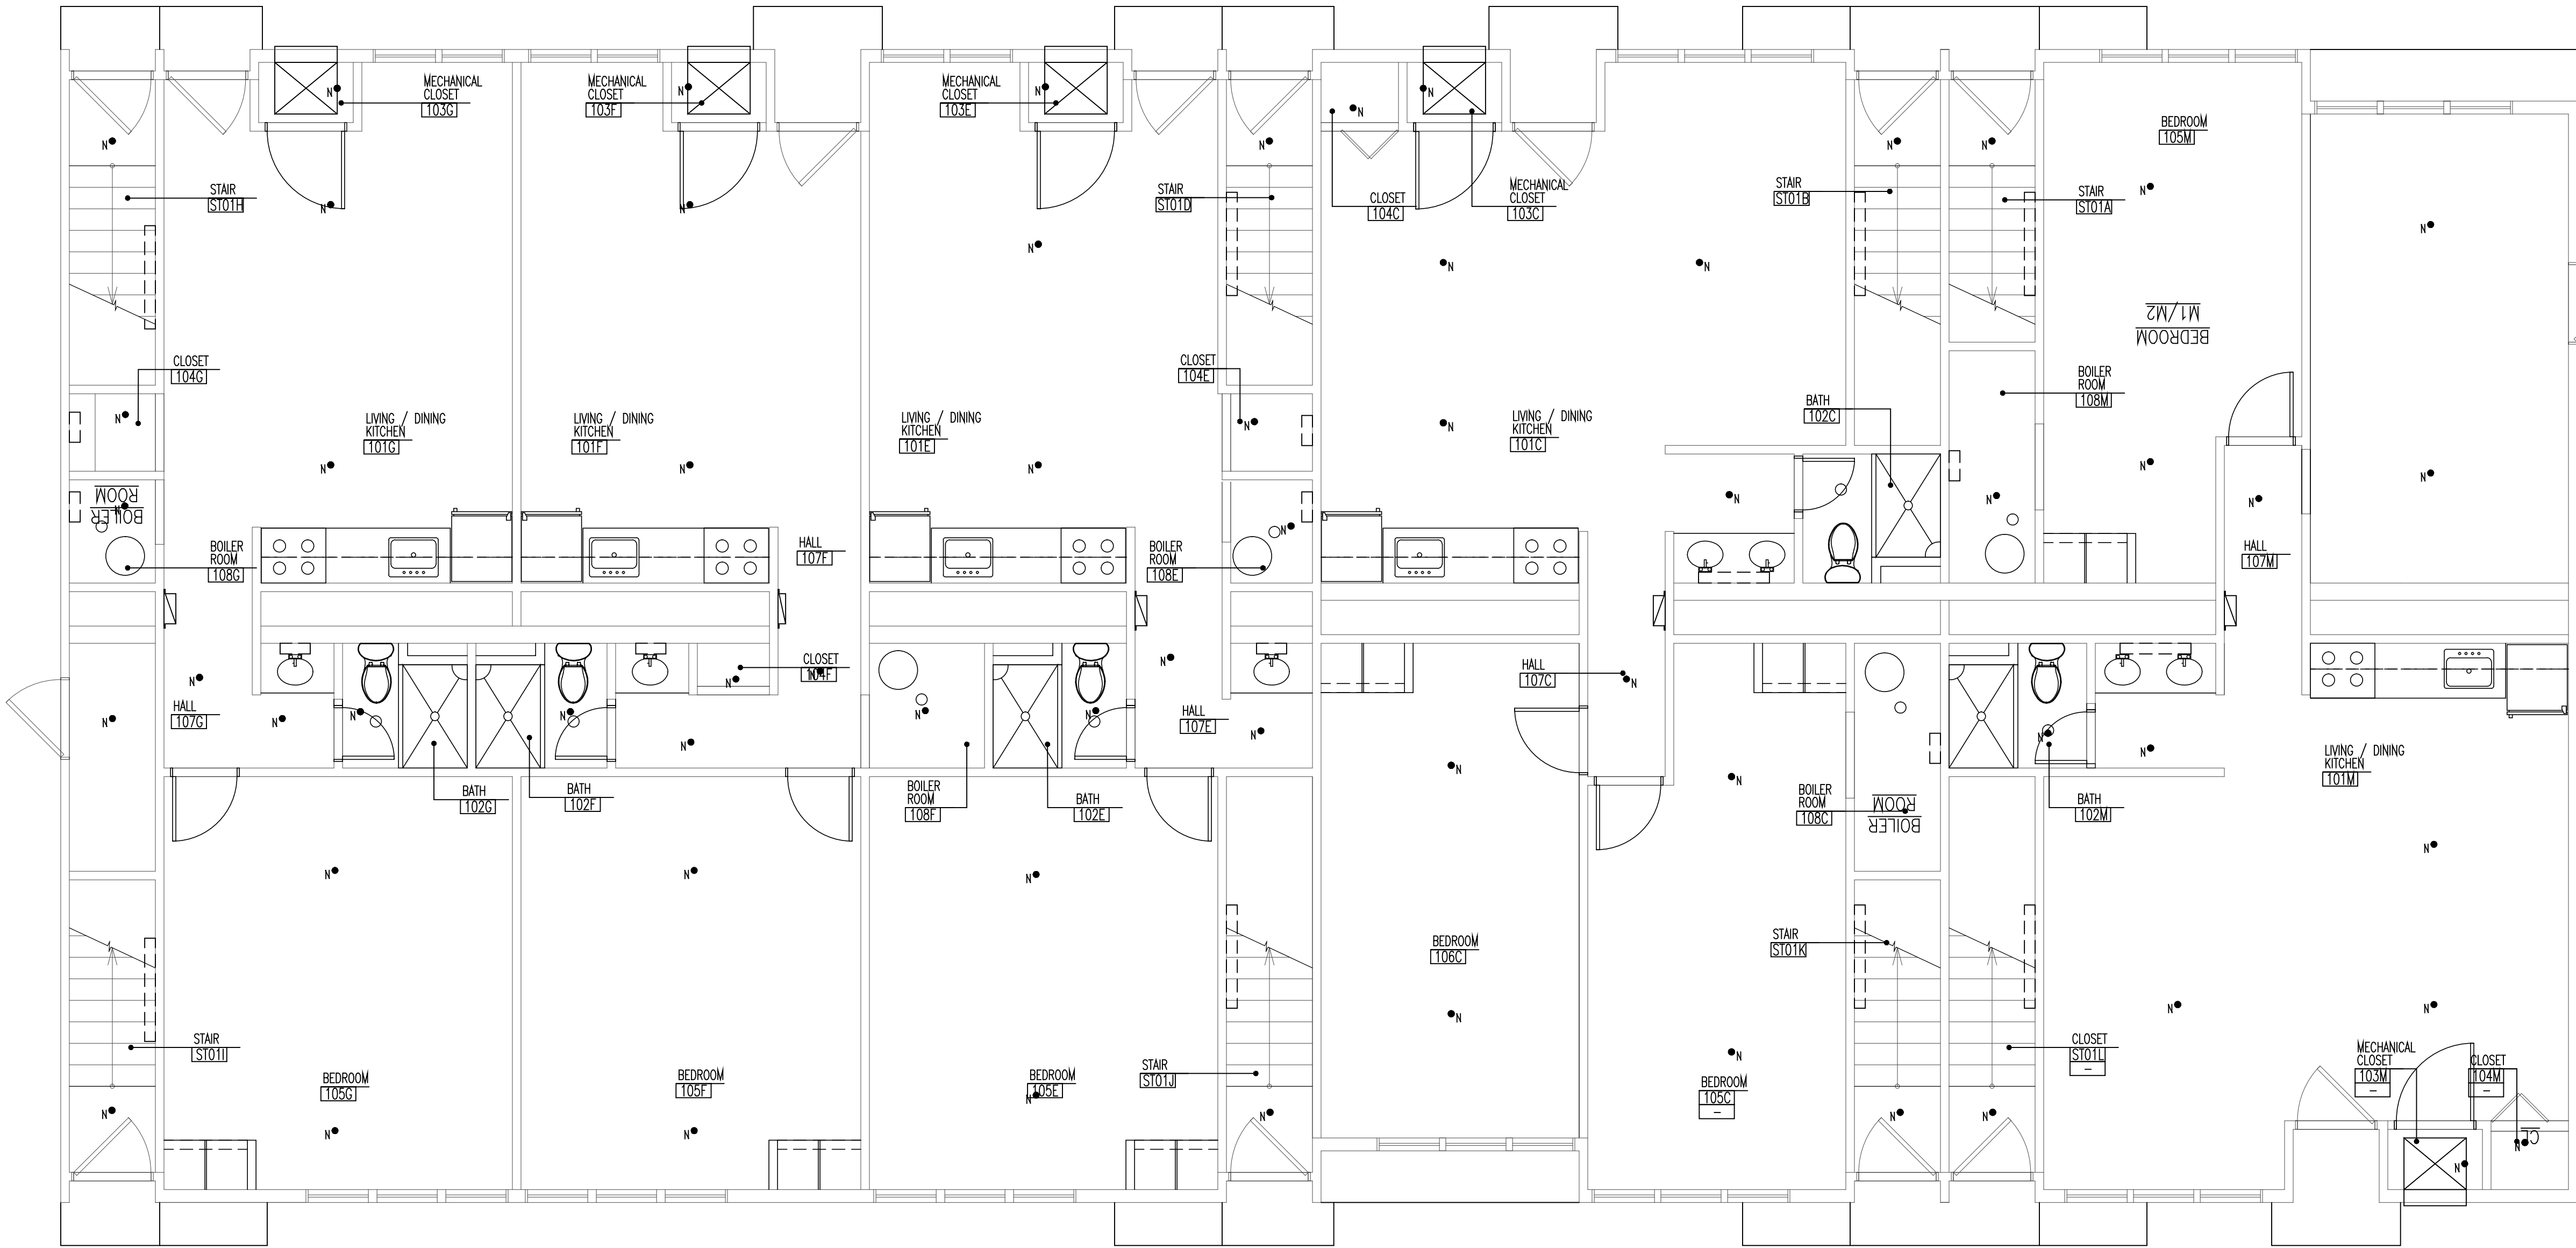 MECHANICAL
CLOSET
103G
MECHANICAL
CLOSET
103F
MECHANICAL
CLOSET
103E
N
N
N
N
N
BEDROOM
105M
N
N
N
N
N
N
STAIR
ST01H
STAIR
ST01D
CLOSET
104C
MECHANICAL
CLOSET
103C
STAIR
ST01B
STAIR
ST01A
N
N
N
N
N
N
N
BEDROOM
M1/M2
CLOSET
104G
CLOSET
104E
BOILER
ROOM
108M
BATH
102C
LIVING / DINING
KITCHEN
101G
LIVING / DINING
KITCHEN
101F
LIVING / DINING
KITCHEN
101E
LIVING / DINING
KITCHEN
101C
N
N
N
N
N
N
N
N
N
N
N
N
BOILER
ROOM
N
N
BOILER
ROOM
108G
HALL
107F
BOILER
ROOM
108E
HALL
107M
CLOSET
104F
N
N
N
N
HALL
107C
N
HALL
107G
N
N
N
N
N
N
N
HALL
107E
N
N
N
N
LIVING / DINING
KITCHEN
101M
BATH
102G
BATH
102F
BOILER
ROOM
108F
BATH
102E
N
N
BOILER
ROOM
108C
BOILER
ROOM
BATH
102M
N
N
N
N
BEDROOM
106C
STAIR
ST01K
N
N
N
STAIR
ST01I
STAIR
ST01J
CLOSET
ST01L
-
MECHANICAL
CLOSET
103M
-
CLOSET
104M
-
BEDROOM
105G
BEDROOM
105F
BEDROOM
105E
N
N
BEDROOM
105C
-
N
N
N
N
N
CL
N
N